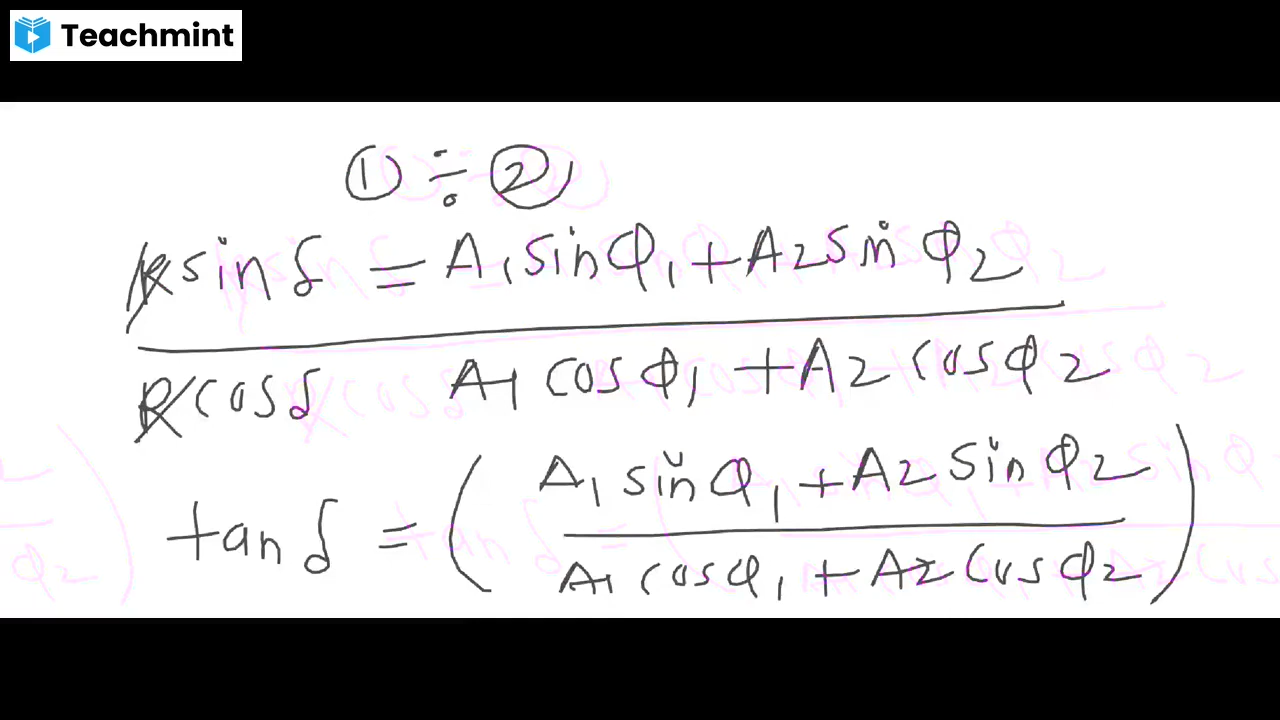 Teachmint
① ÷ ②,
R sin δ = A₁ sin φ₁ + A2 sin φ2
R cos δ A1 cos φ₁ + A2 cos φ2
tan δ = ( A₁ sin φ₁ + A2 sin φ2
A1 cos φ₁ + A2 cos φ2 )